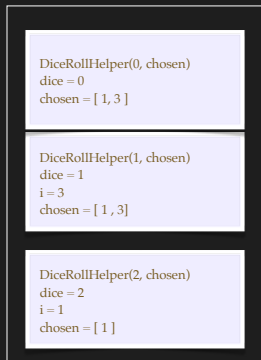 DiceRollHelper(0, chosen)
dice = 0
chosen = [ 1, 3 ]
DiceRollHelper(1, chosen)
dice = 1
i = 3
chosen = [ 1 , 3]
DiceRollHelper(2, chosen)
dice = 2
i = 1
chosen = [ 1 ]